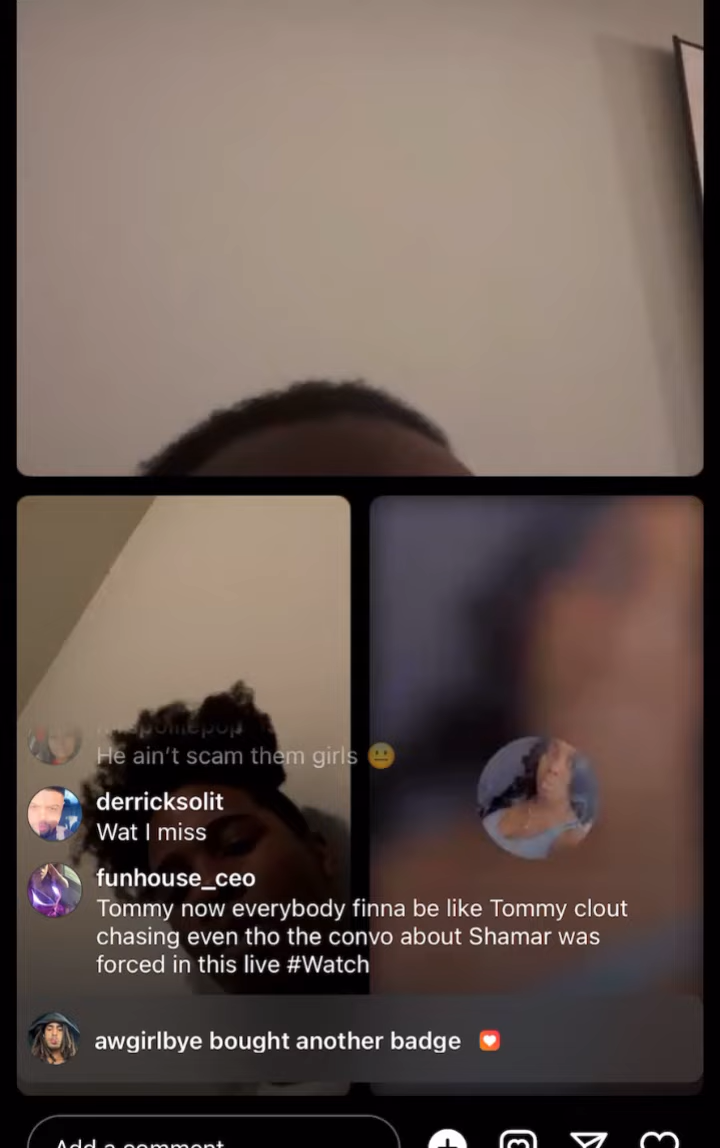 He ain't scam them girls 😐
derricksolit
Wat I miss
funhouse_ceo
Tommy now everybody finna be like Tommy clout
chasing even tho the convo about Shamar was
forced in this live #Watch
awgirlbye bought another badge
Add a comment